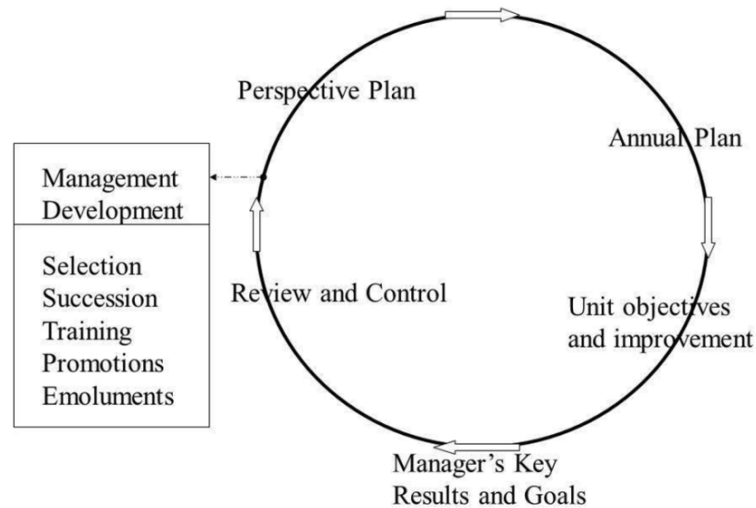 Perspective Plan
Annual Plan
Management
Development
Selection
Succession
Training
Promotions
Emoluments
Review and Control
Unit objectives
and improvement
Manager’s Key
Results and Goals